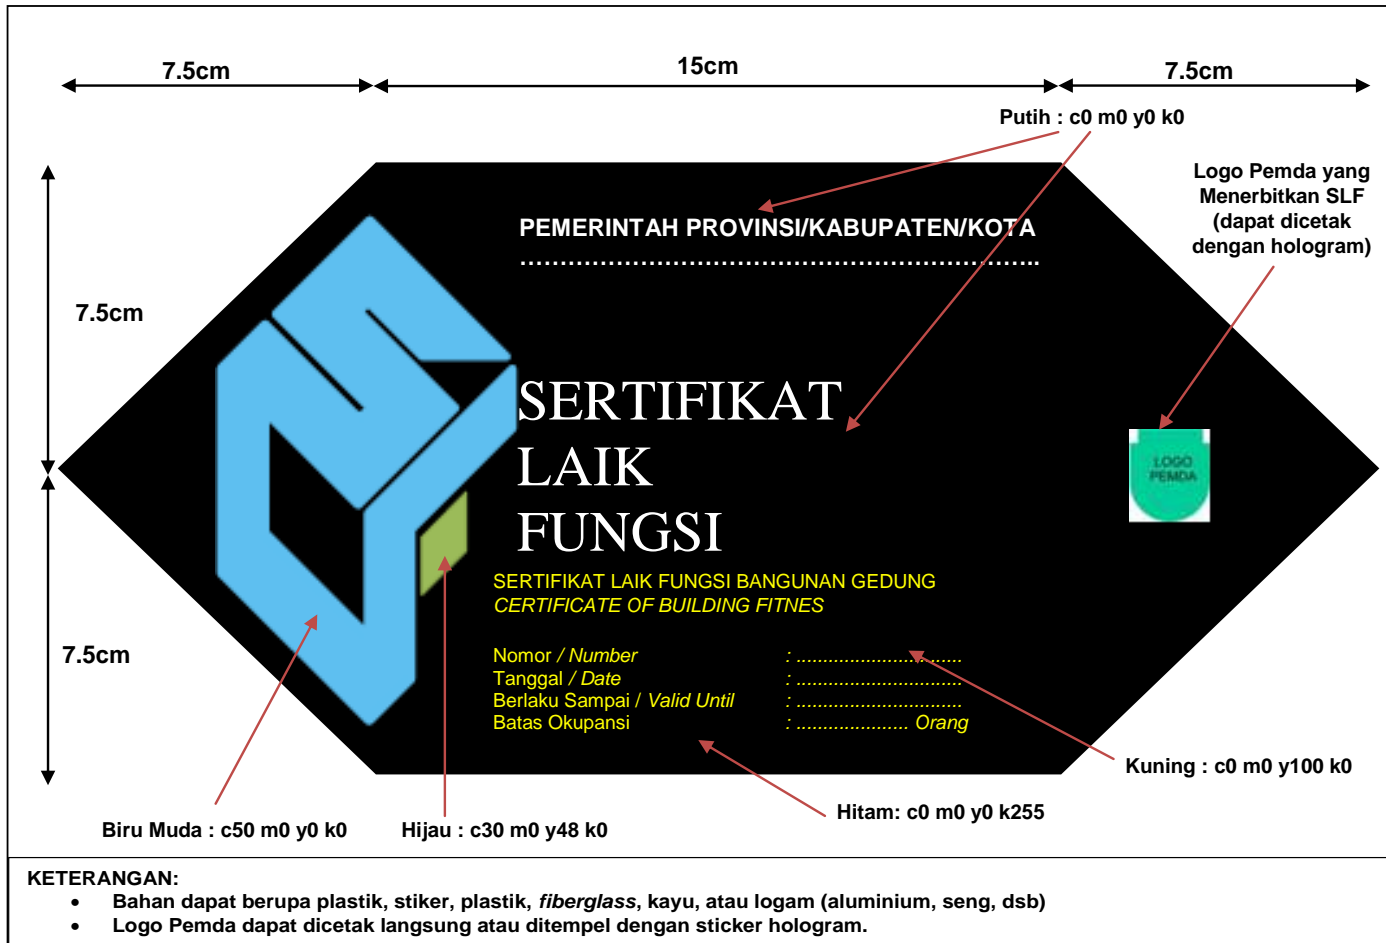 7.5cm
15cm
7.5cm
Putih : c0 m0 y0 k0
Logo Pemda yang
Menerbitkan SLF
(dapat dicetak
dengan hologram)
PEMERINTAH PROVINSI/KABUPATEN/KOTA
……………………………………………………….
7.5cm
SERTIFIKAT
LAIK
FUNGSI
LOGO
PEMDA
SERTIFIKAT LAIK FUNGSI BANGUNAN GEDUNG
CERTIFICATE OF BUILDING FITNES
7.5cm
Nomor / Number : ...............................
Tanggal / Date : ...............................
Berlaku Sampai / Valid Until : ...............................
Batas Okupansi : ..................... Orang
Kuning : c0 m0 y100 k0
Hitam: c0 m0 y0 k255
Biru Muda : c50 m0 y0 k0
Hijau : c30 m0 y48 k0
KETERANGAN:
• Bahan dapat berupa plastik, stiker, plastik, fiberglass, kayu, atau logam (aluminium, seng, dsb)
• Logo Pemda dapat dicetak langsung atau ditempel dengan sticker hologram.